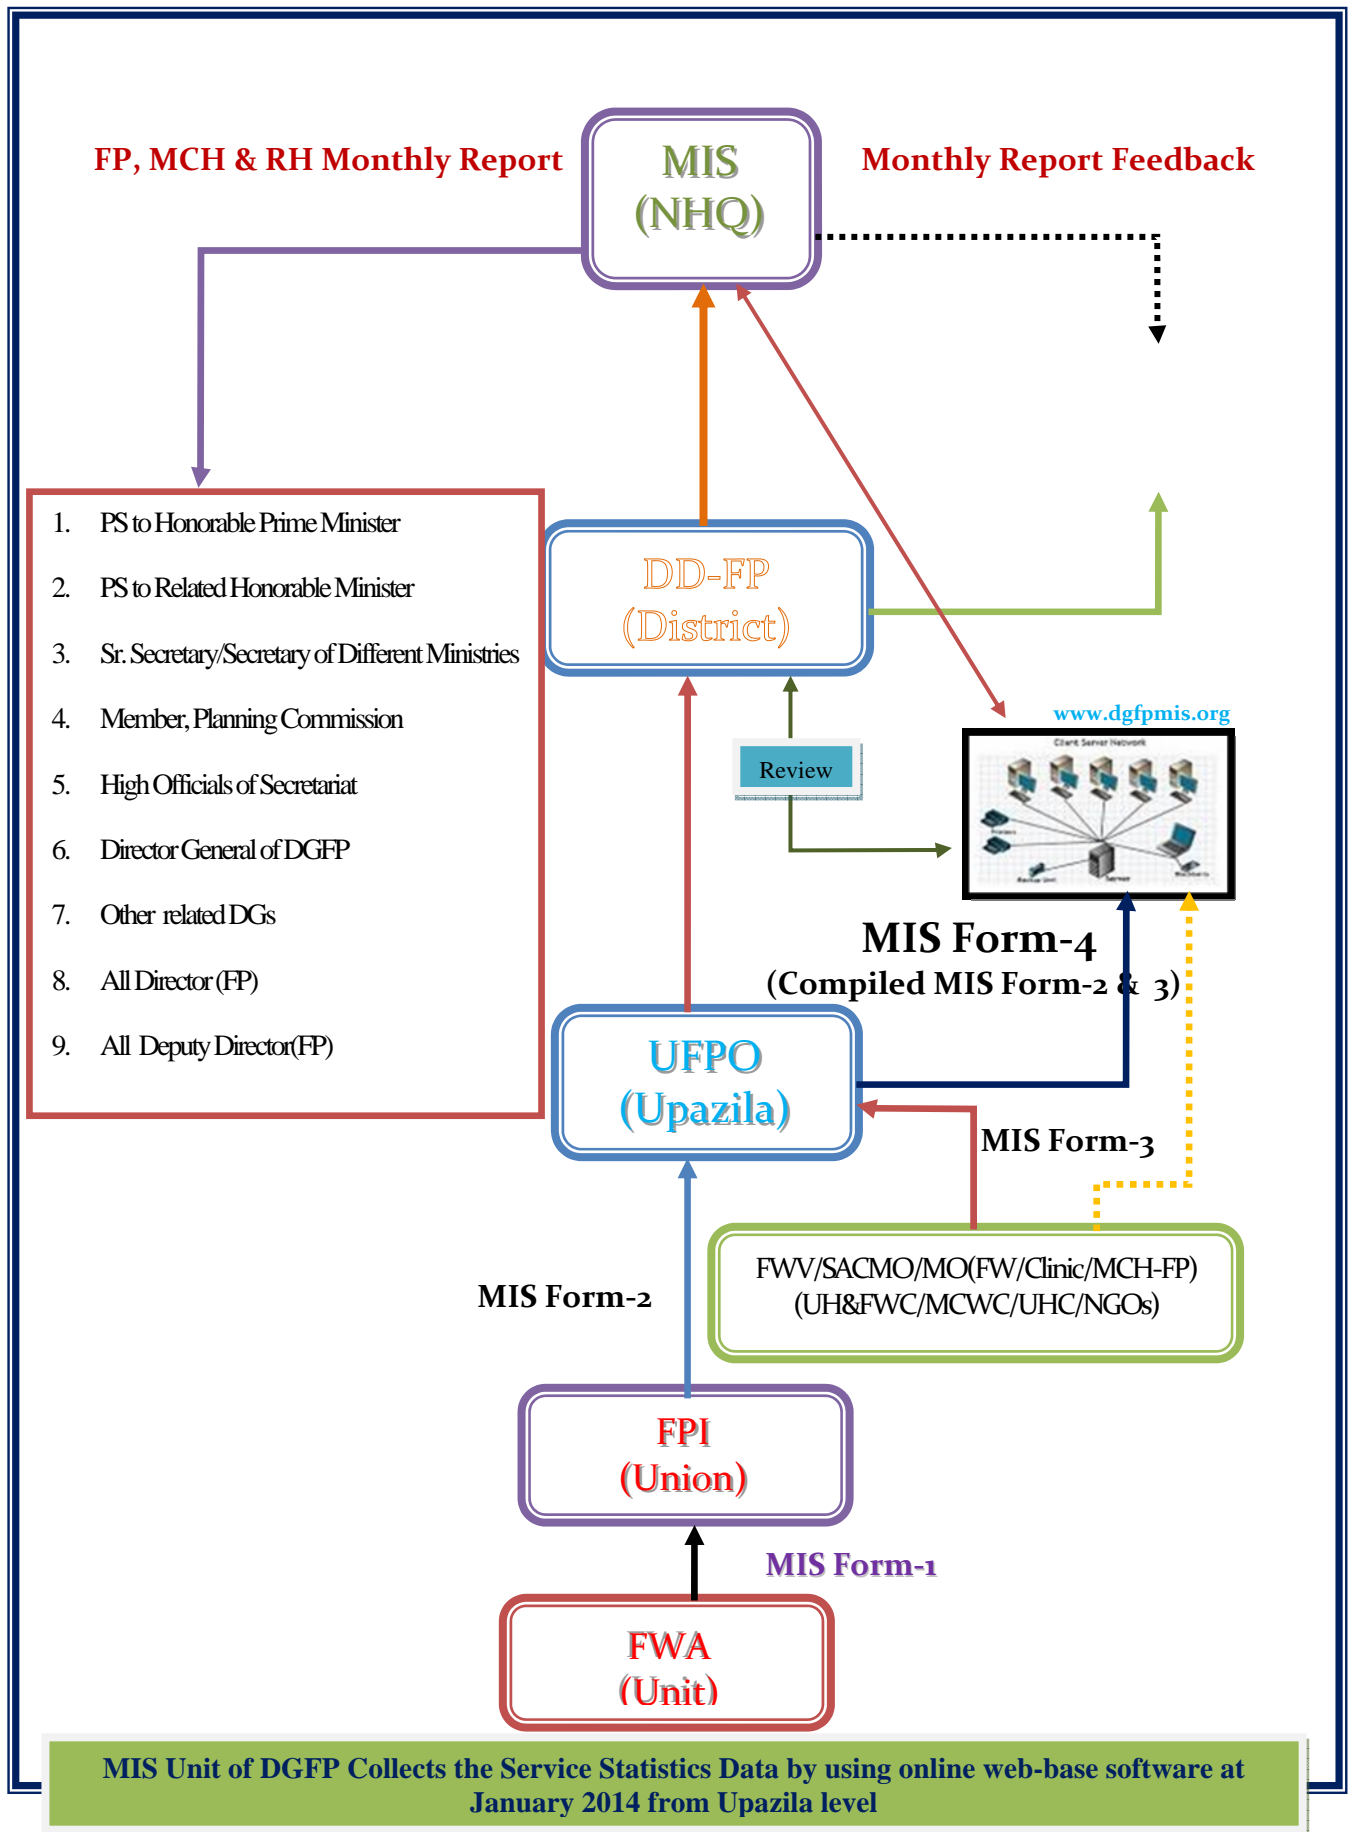 FP, MCH & RH Monthly Report
MIS
(NHQ)
Monthly Report Feedback
1. PS to Honorable Prime Minister
2. PS to Related Honorable Minister
3. Sr. Secretary/Secretary of Different Ministries
4. Member, Planning Commission
5. High Officials of Secretariat
6. Director General of DGFP
7. Other related DGs
8. All Director (FP)
9. All Deputy Director(FP)
DD-FP
(District)
Review
www.dgfpmis.org
Client Server Network
Printers
Backup Unit
Server
MIS Form-4
(Compiled MIS Form-2 & 3)
UFPO
(Upazila)
MIS Form-3
FWV/SACMO/MO(FW/Clinic/MCH-FP)
(UH&FWC/MCWC/UHC/NGOs)
MIS Form-2
FPI
(Union)
MIS Form-1
FWA
(Unit)
MIS Unit of DGFP Collects the Service Statistics Data by using online web-base software at
January 2014 from Upazila level